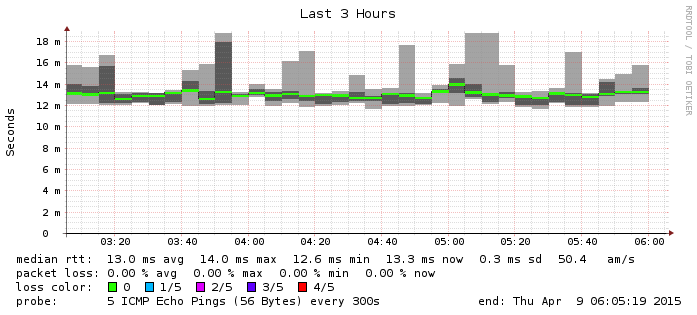 Last 3 Hours
RRDTOOL / TOBI OETIKER
Seconds
18 m
16 m
14 m
12 m
10 m
8 m
6 m
4 m
2 m
0
03:20 03:40 04:00 04:20 04:40 05:00 05:20 05:40 06:00
median rtt: 13.0 ms avg 14.0 ms max 12.6 ms min 13.3 ms now 0.3 ms sd 50.4 am/s
packet loss: 0.00 % avg 0.00 % max 0.00 % min 0.00 % now
loss color: 0 1/5 2/5 3/5 4/5
probe: 5 ICMP Echo Pings (56 Bytes) every 300s end: Thu Apr 9 06:05:19 2015